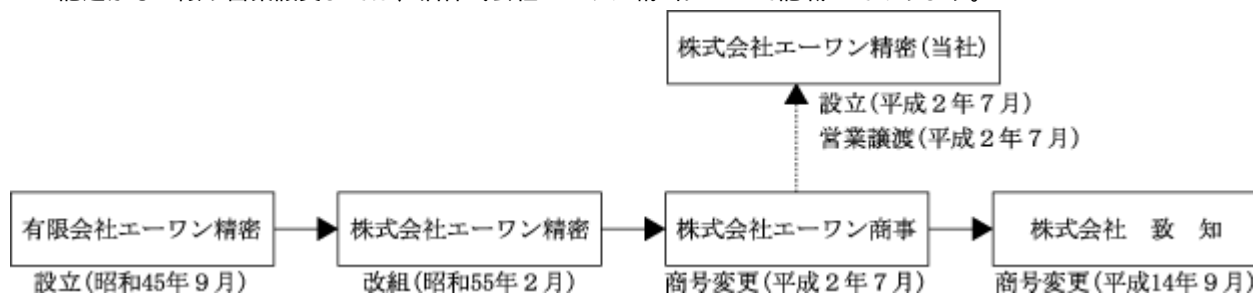 株式会社エーワン精密(当社)
設立(平成２年７月)
営業譲渡(平成２年７月)
有限会社エーワン精密
株式会社エーワン精密
株式会社エーワン商事
株式会社　致　知
設立(昭和45年９月)
改組(昭和55年２月)
商号変更(平成２年７月)
商号変更(平成14年９月)